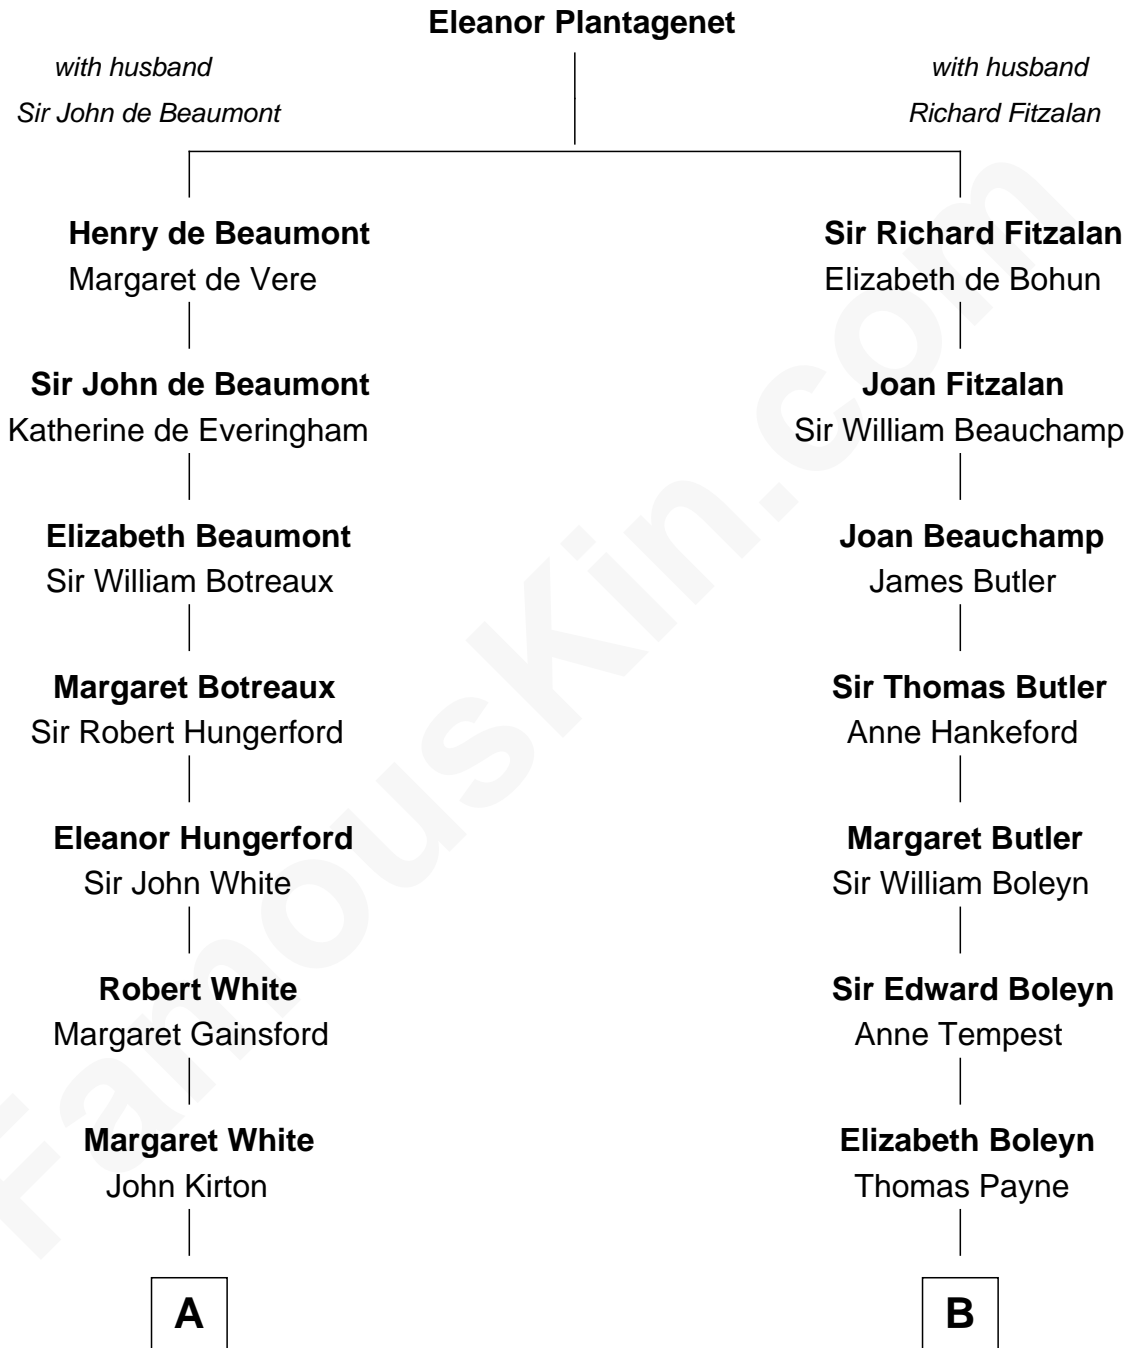 Eleanor Plantagenet
with husband
Sir John de Beaumont
with husband
Richard Fitzalan
Henry de Beaumont
Margaret de Vere
Sir Richard Fitzalan
Elizabeth de Bohun
Sir John de Beaumont
Katherine de Everingham
Joan Fitzalan
Sir William Beauchamp
Elizabeth Beaumont
Sir William Botreaux
Joan Beauchamp
James Butler
Margaret Botreaux
Sir Robert Hungerford
Sir Thomas Butler
Anne Hankeford
Eleanor Hungerford
Sir John White
Margaret Butler
Sir William Boleyn
Robert White
Margaret Gainsford
Sir Edward Boleyn
Anne Tempest
Margaret White
John Kirton
Elizabeth Boleyn
Thomas Payne
A
B
FamousKin.com